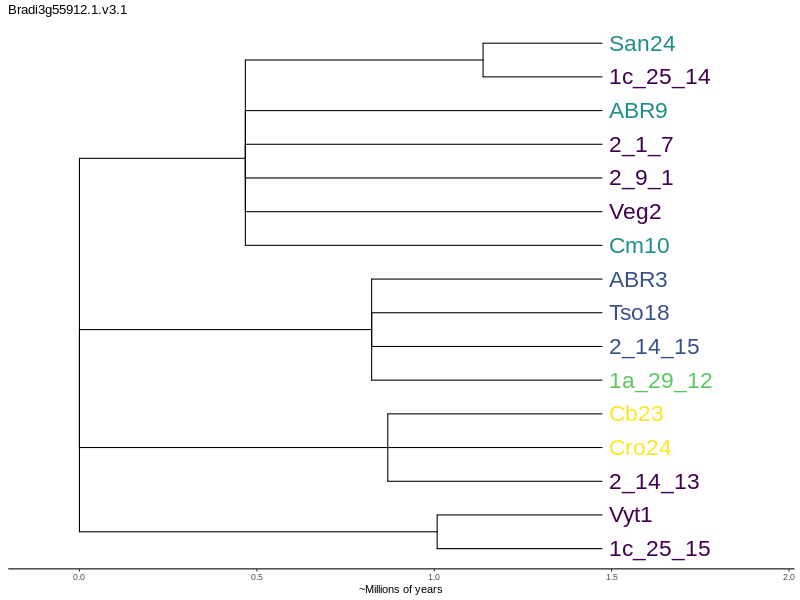 Bradi3g55912.1.v3.1
San24
1c_25_14
ABR9
2_1_7
2_9_1
Veg2
Cm10
ABR3
Tso18
2_14_15
1a_29_12
Cb23
Cro24
2_14_13
Vyt1
1c_25_15
0.0 0.5 1.0 1.5 2.0
~Millions of years